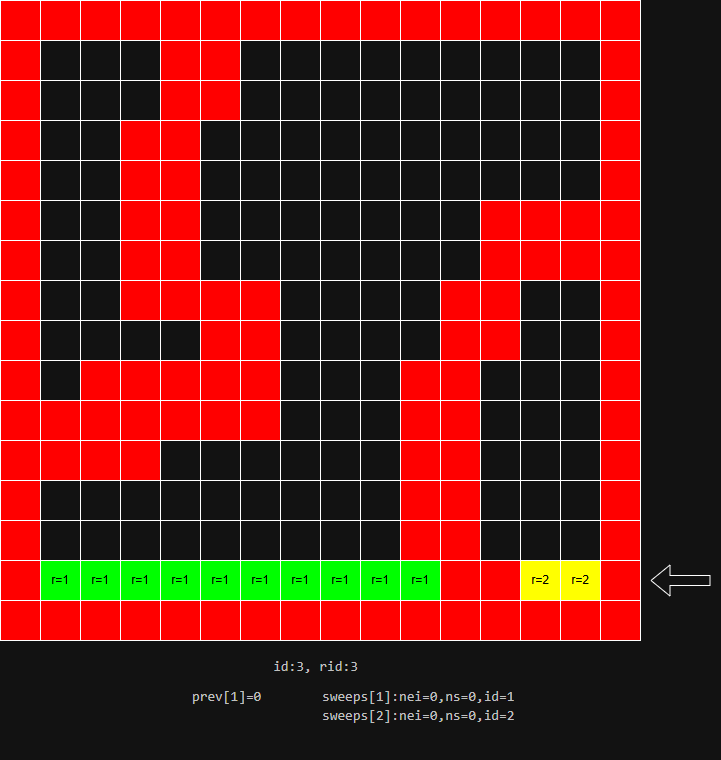 r=1 r=1 r=1 r=1 r=1 r=1 r=1 r=1 r=1 r=1 r=2 r=2
id:3, rid:3
prev[1]=0 sweeps[1]:nei=0,ns=0,id=1
sweeps[2]:nei=0,ns=0,id=2